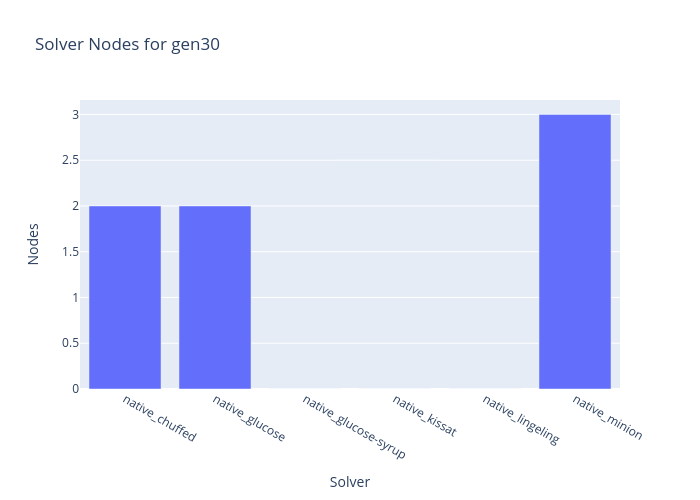 Solver Nodes for gen30
Nodes
3
2.5
2
1.5
1
0.5
0
native_chuffed
native_glucose
native_glucose-syrup
native_kissat
native_lingeling
native_minion
Solver